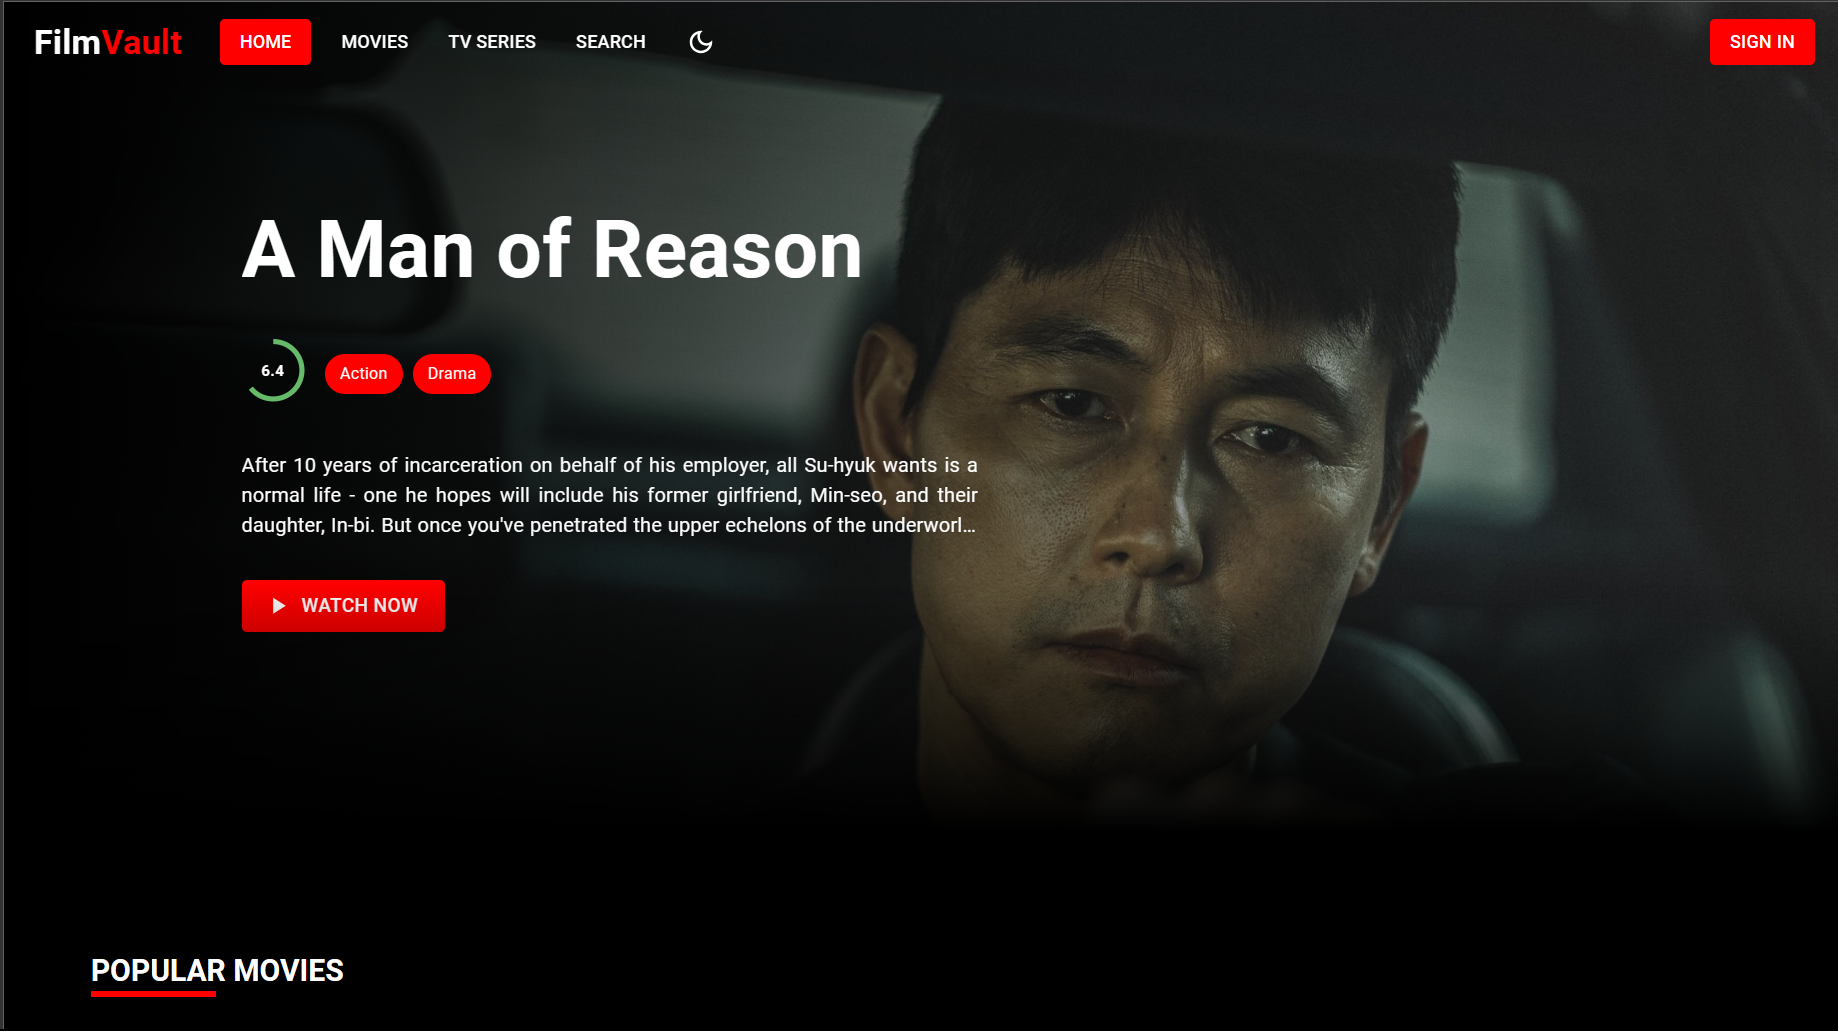 FilmVault HOME MOVIES TV SERIES SEARCH SIGN IN
A Man of Reason
6.4 Action Drama
After 10 years of incarceration on behalf of his employer, all Su-hyuk wants is a
normal life - one he hopes will include his former girlfriend, Min-seo, and their
daughter, In-bi. But once you've penetrated the upper echelons of the underworl...
WATCH NOW
POPULAR MOVIES